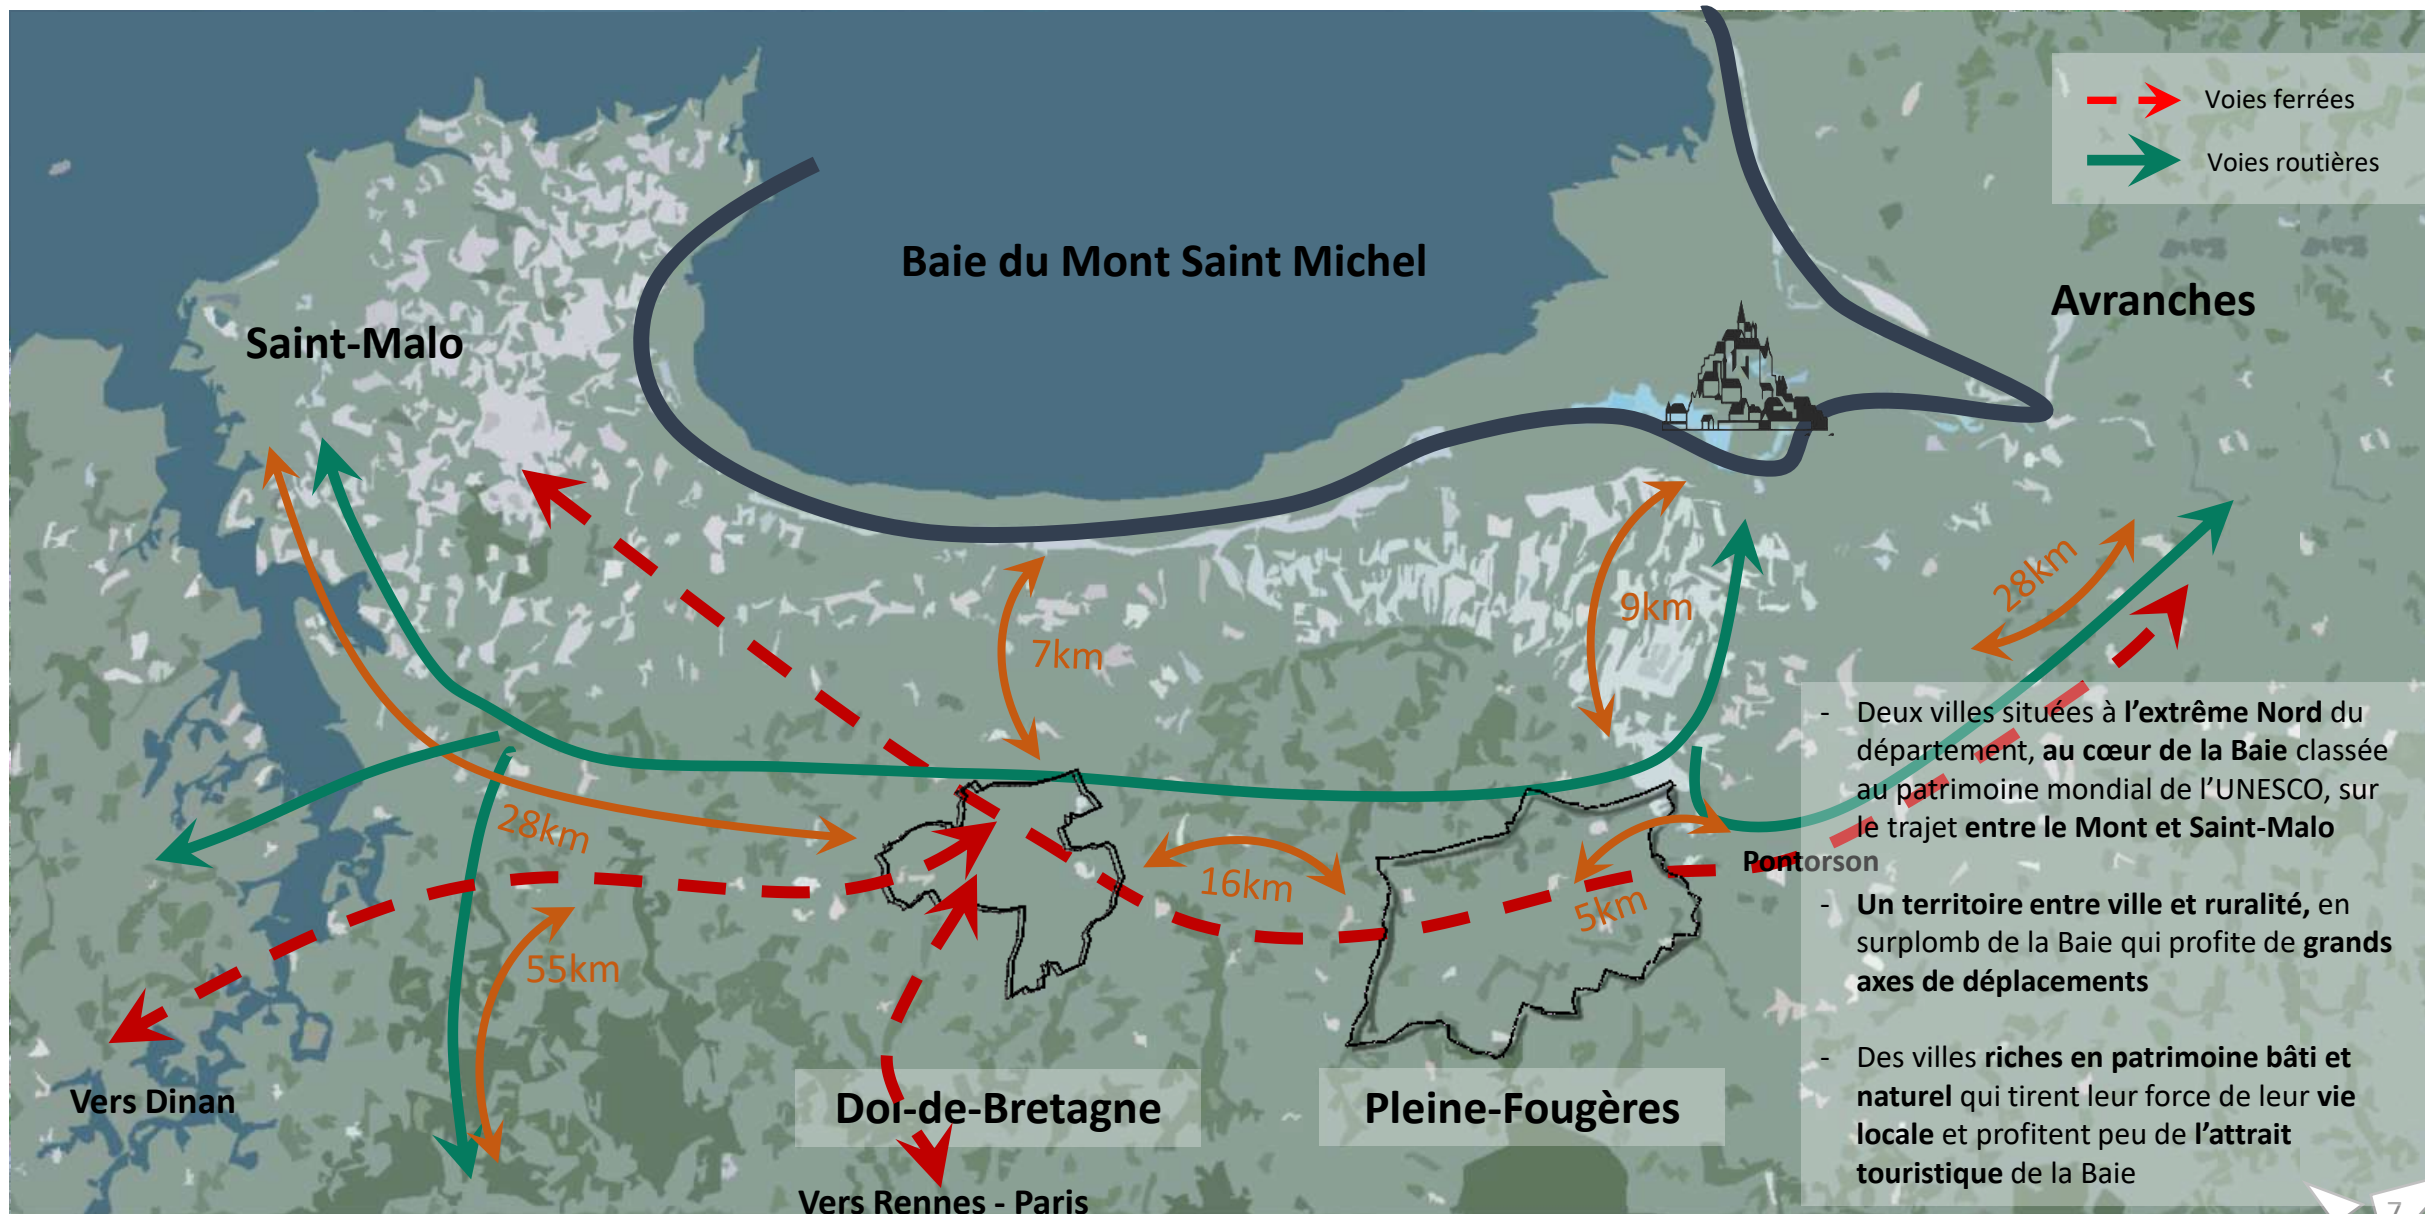 Voies ferrées
Voies routières
Baie du Mont Saint Michel
Avranches
Saint-Malo
28km
9km
7km
28km
16km
5km
55km
Pontorson
Vers Dinan
Dol-de-Bretagne
Pleine-Fougères
Vers Rennes - Paris
- Deux villes situées à l’extrême Nord du
département, au cœur de la Baie classée
au patrimoine mondial de l’UNESCO, sur
le trajet entre le Mont et Saint-Malo
- Un territoire entre ville et ruralité, en
surplomb de la Baie qui profite de grands
axes de déplacements
- Des villes riches en patrimoine bâti et
naturel qui tirent leur force de leur vie
locale et profitent peu de l’attrait
touristique de la Baie
7